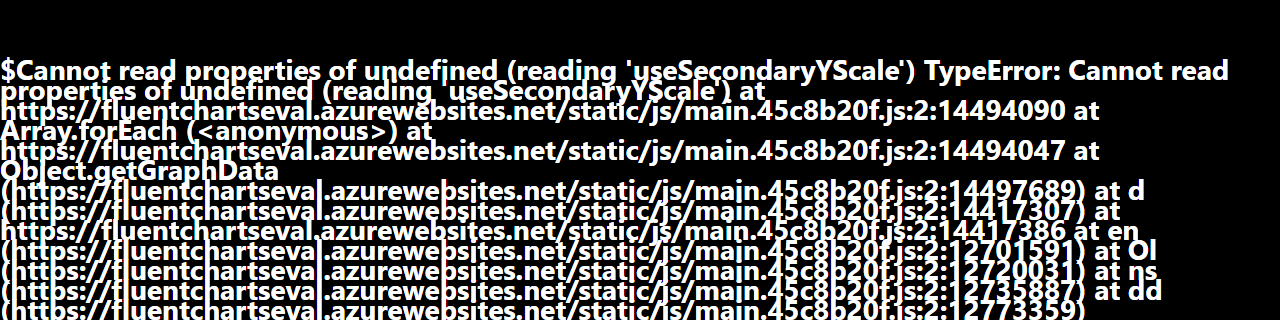 $Cannot read properties of undefined (reading 'useSecondaryYScale') TypeError: Cannot read
properties of undefined (reading 'useSecondaryYScale') at
https://fluentchartseval.azurewebsites.net/static/js/main.45c8b20f.js:2:14494090 at
Array.forEach (<anonymous>) at
https://fluentchartseval.azurewebsites.net/static/js/main.45c8b20f.js:2:14494047 at
Object.getGraphData
(https://fluentchartseval.azurewebsites.net/static/js/main.45c8b20f.js:2:14497689) at d
(https://fluentchartseval.azurewebsites.net/static/js/main.45c8b20f.js:2:14417307) at
https://fluentchartseval.azurewebsites.net/static/js/main.45c8b20f.js:2:14417386 at en
(https://fluentchartseval.azurewebsites.net/static/js/main.45c8b20f.js:2:12701591) at Ol
(https://fluentchartseval.azurewebsites.net/static/js/main.45c8b20f.js:2:12720031) at ns
(https://fluentchartseval.azurewebsites.net/static/js/main.45c8b20f.js:2:12735887) at dd
(https://fluentchartseval.azurewebsites.net/static/js/main.45c8b20f.js:2:12773359)